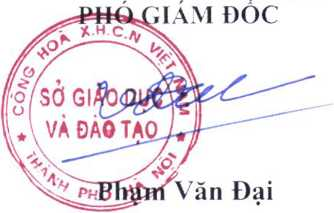 PHÓ GIÁM ĐỐC
CỘNG HOÀ X.H.C.N VIỆT NAM
SỞ GIÁO DỤC
VÀ ĐÀO TẠO
THÀNH PHỐ HÀ NỘI
Phạm Văn Đại